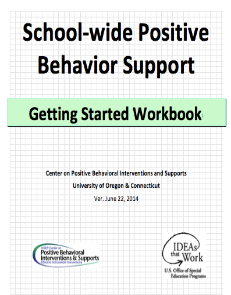 School-wide Positive
Behavior Support
Getting Started Workbook
Center on Positive Behavioral Interventions and Supports
University of Oregon & Connecticut
Ver. June 22, 2014
Positive Behavioral
Interventions & Supports
IDEAs
that
Work
U.S. Office of Special
Education Programs